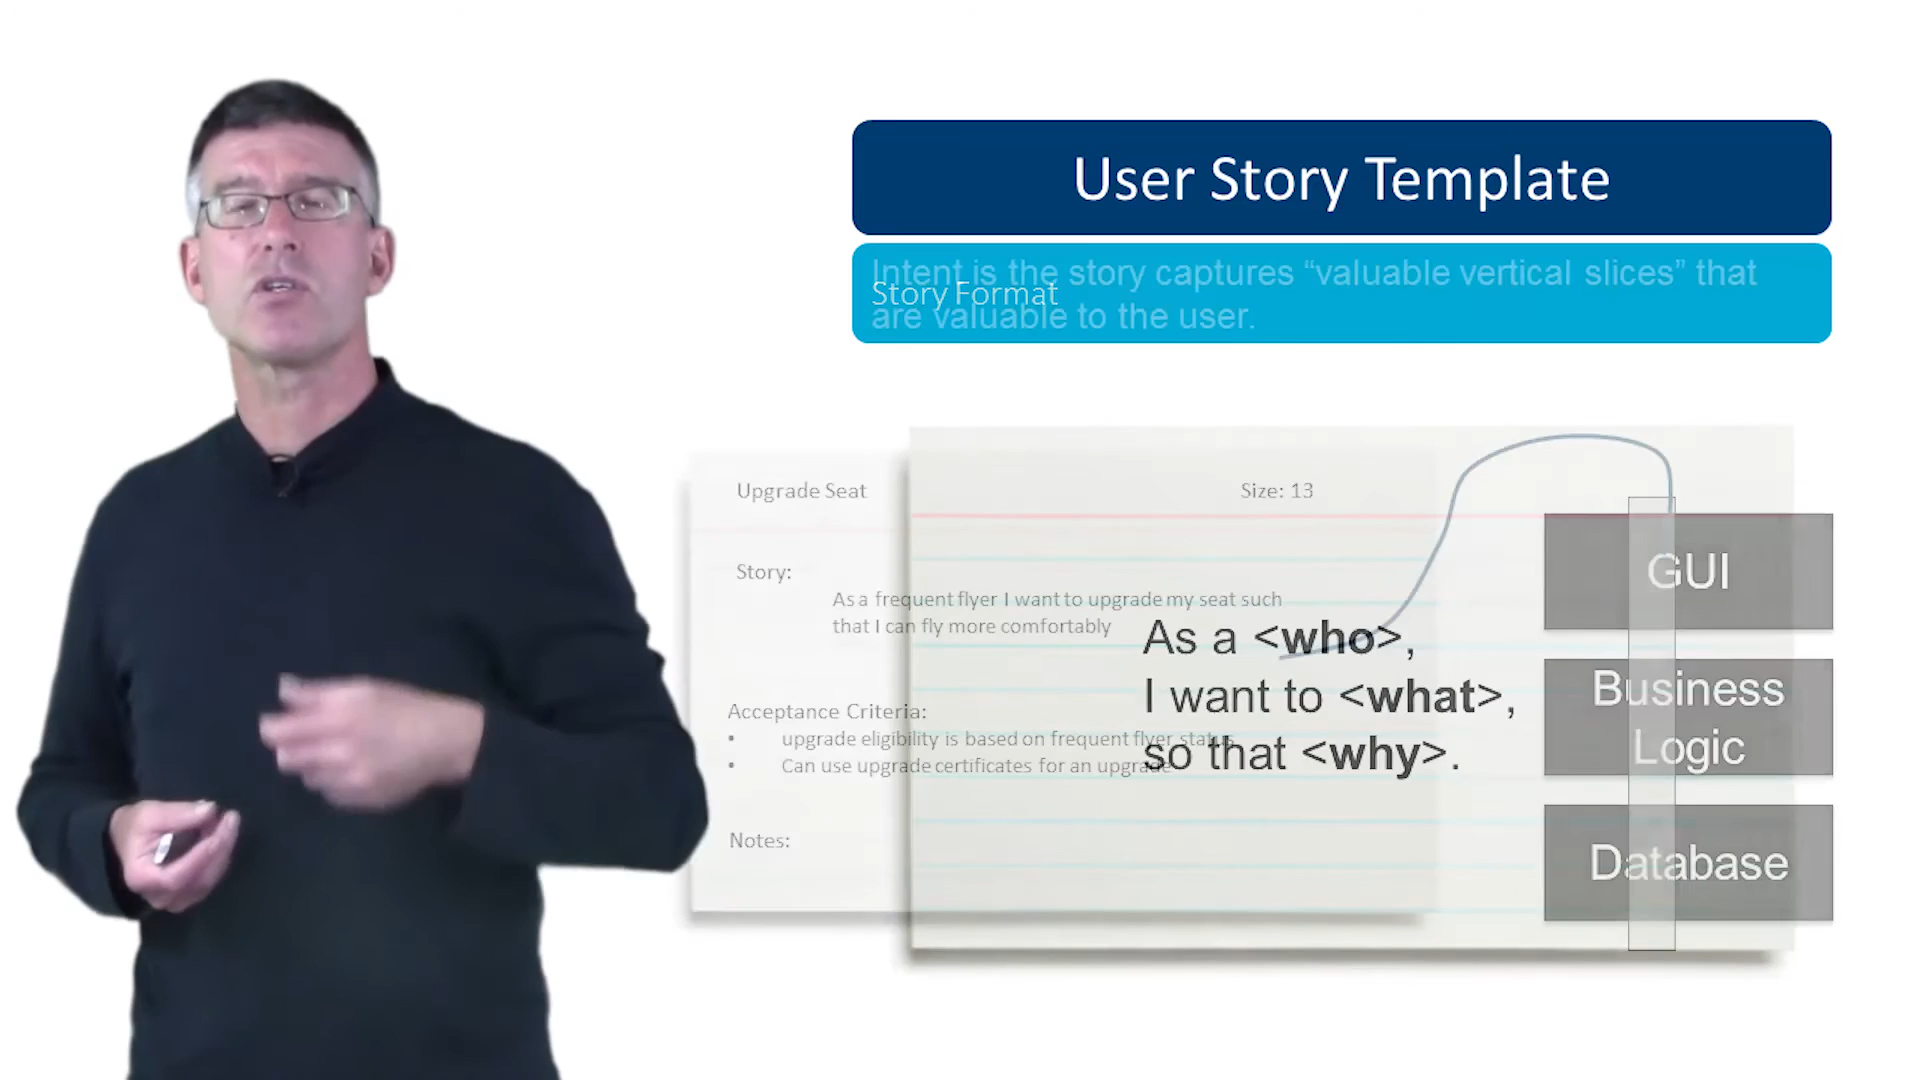 User Story Template
Intent is the story captures “valuable vertical slices” that
are valuable to the user.
Story Format
Upgrade Seat
Size: 13
Story:
As a frequent flyer I want to upgrade my seat such
that I can fly more comfortably
Acceptance Criteria:
• upgrade eligibility is based on frequent flyer status
• Can use upgrade certificates for an upgrade
Notes:
As a <who>,
I want to <what>,
so that <why>.
GUI
Business
Logic
Database